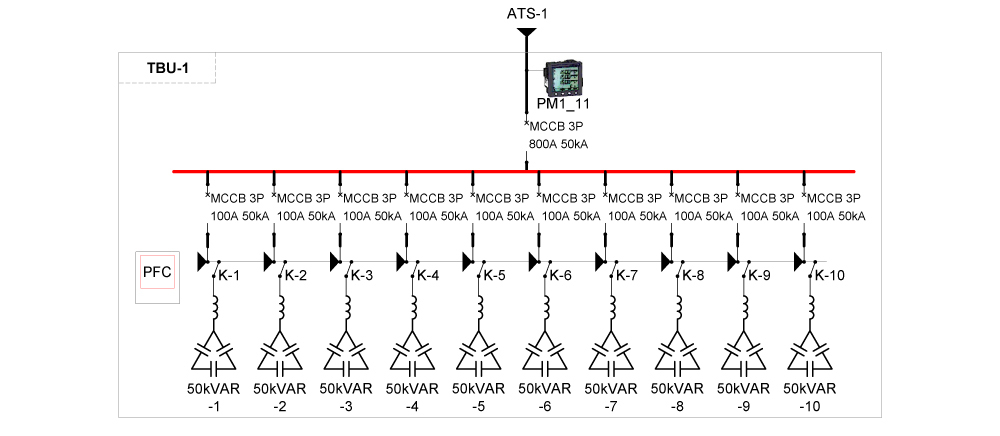 ATS-1
TBU-1
PM1_11
MCCB 3P
800A 50kA
MCCB 3P MCCB 3P MCCB 3P MCCB 3P MCCB 3P MCCB 3P MCCB 3P MCCB 3P MCCB 3P MCCB 3P
100A 50kA 100A 50kA 100A 50kA 100A 50kA 100A 50kA 100A 50kA 100A 50kA 100A 50kA 100A 50kA 100A 50kA
PFC K-1 K-2 K-3 K-4 K-5 K-6 K-7 K-8 K-9 K-10
50kVAR 50kVAR 50kVAR 50kVAR 50kVAR 50kVAR 50kVAR 50kVAR 50kVAR 50kVAR
-1 -2 -3 -4 -5 -6 -7 -8 -9 -10